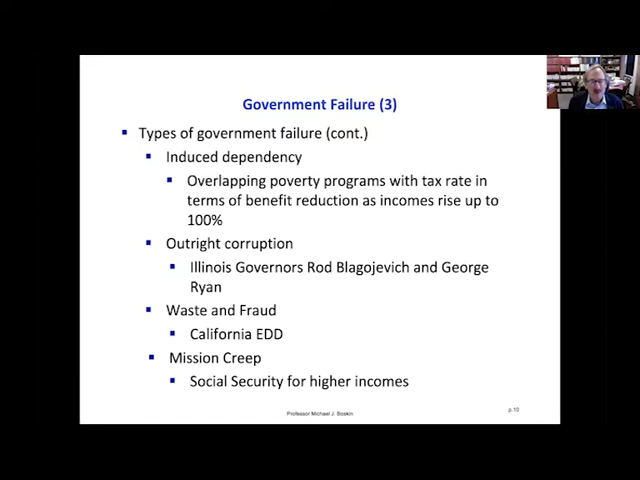 Government Failure (3)
▪ Types of government failure (cont.)
▪ Induced dependency
▪ Overlapping poverty programs with tax rate in
terms of benefit reduction as incomes rise up to
100%
▪ Outright corruption
▪ Illinois Governors Rod Blagojevich and George
Ryan
▪ Waste and Fraud
▪ California EDD
▪ Mission Creep
▪ Social Security for higher incomes
Professor Michael J. Boskin
p.10